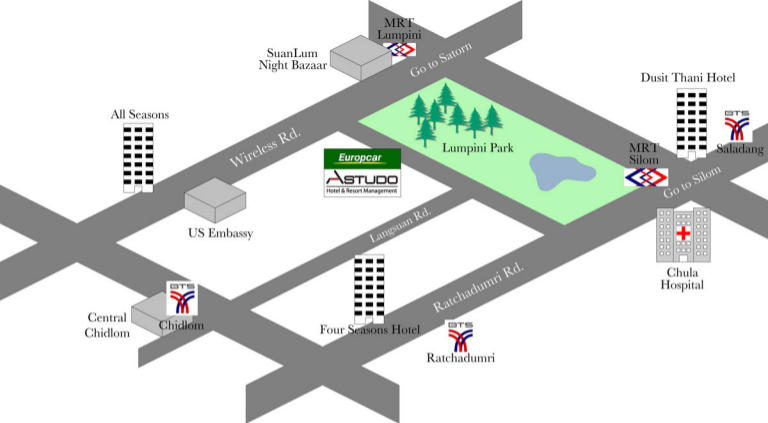 MRT
Lumpini
SuanLum
Night Bazaar
Go to Satorn
Dusit Thani Hotel
All Seasons
BTS
Saladang
Wireless Rd.
Lumpini Park
MRT
Silom
Europcar
ASTUDO
Hotel & Resort Management
Go to Silom
US Embassy
Langsuan Rd.
Chula
Hospital
Ratchadumri Rd.
BTS
Chidlom
Central
Chidlom
Four Seasons Hotel
BTS
Ratchadumri